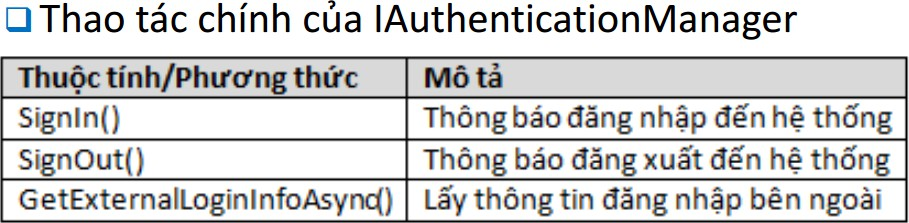 Thao tác chính của IAuthenticationManager
Thuộc tính/Phương thức Mô tả
SignIn() Thông báo đăng nhập đến hệ thống
SignOut() Thông báo đăng xuất đến hệ thống
GetExternalLoginInfoAsync() Lấy thông tin đăng nhập bên ngoài